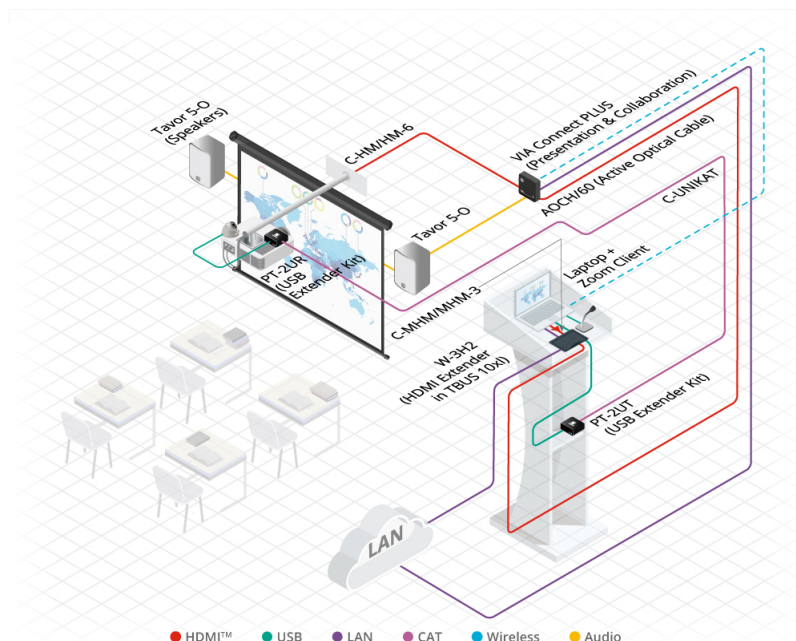 Tavor 5-O
(Speakers)
C-HM/HM-6
VIA Connect PLUS
(Presentation & Collaboration)
AOCH/60 (Active Optical Cable)
C-UNIKAT
Tavor 5-O
PT-2UR
(USB
Extender Kit)
C-MHM/MHM-3
Laptop +
Zoom Client
W-3H2
(HDMI Extender
in TBUS 10xl)
PT-2UT
(USB Extender Kit)
LAN
HDMI™
USB
LAN
CAT
Wireless
Audio